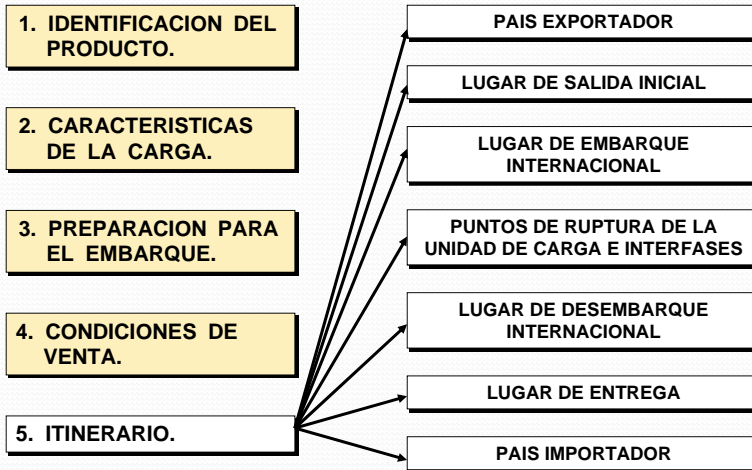 1. IDENTIFICACION DEL
PRODUCTO.
2. CARACTERISTICAS
DE LA CARGA.
3. PREPARACION PARA
EL EMBARQUE.
4. CONDICIONES DE
VENTA.
5. ITINERARIO.
PAIS EXPORTADOR
LUGAR DE SALIDA INICIAL
LUGAR DE EMBARQUE
INTERNACIONAL
PUNTOS DE RUPTURA DE LA
UNIDAD DE CARGA E INTERFASES
LUGAR DE DESEMBARQUE
INTERNACIONAL
LUGAR DE ENTREGA
PAIS IMPORTADOR